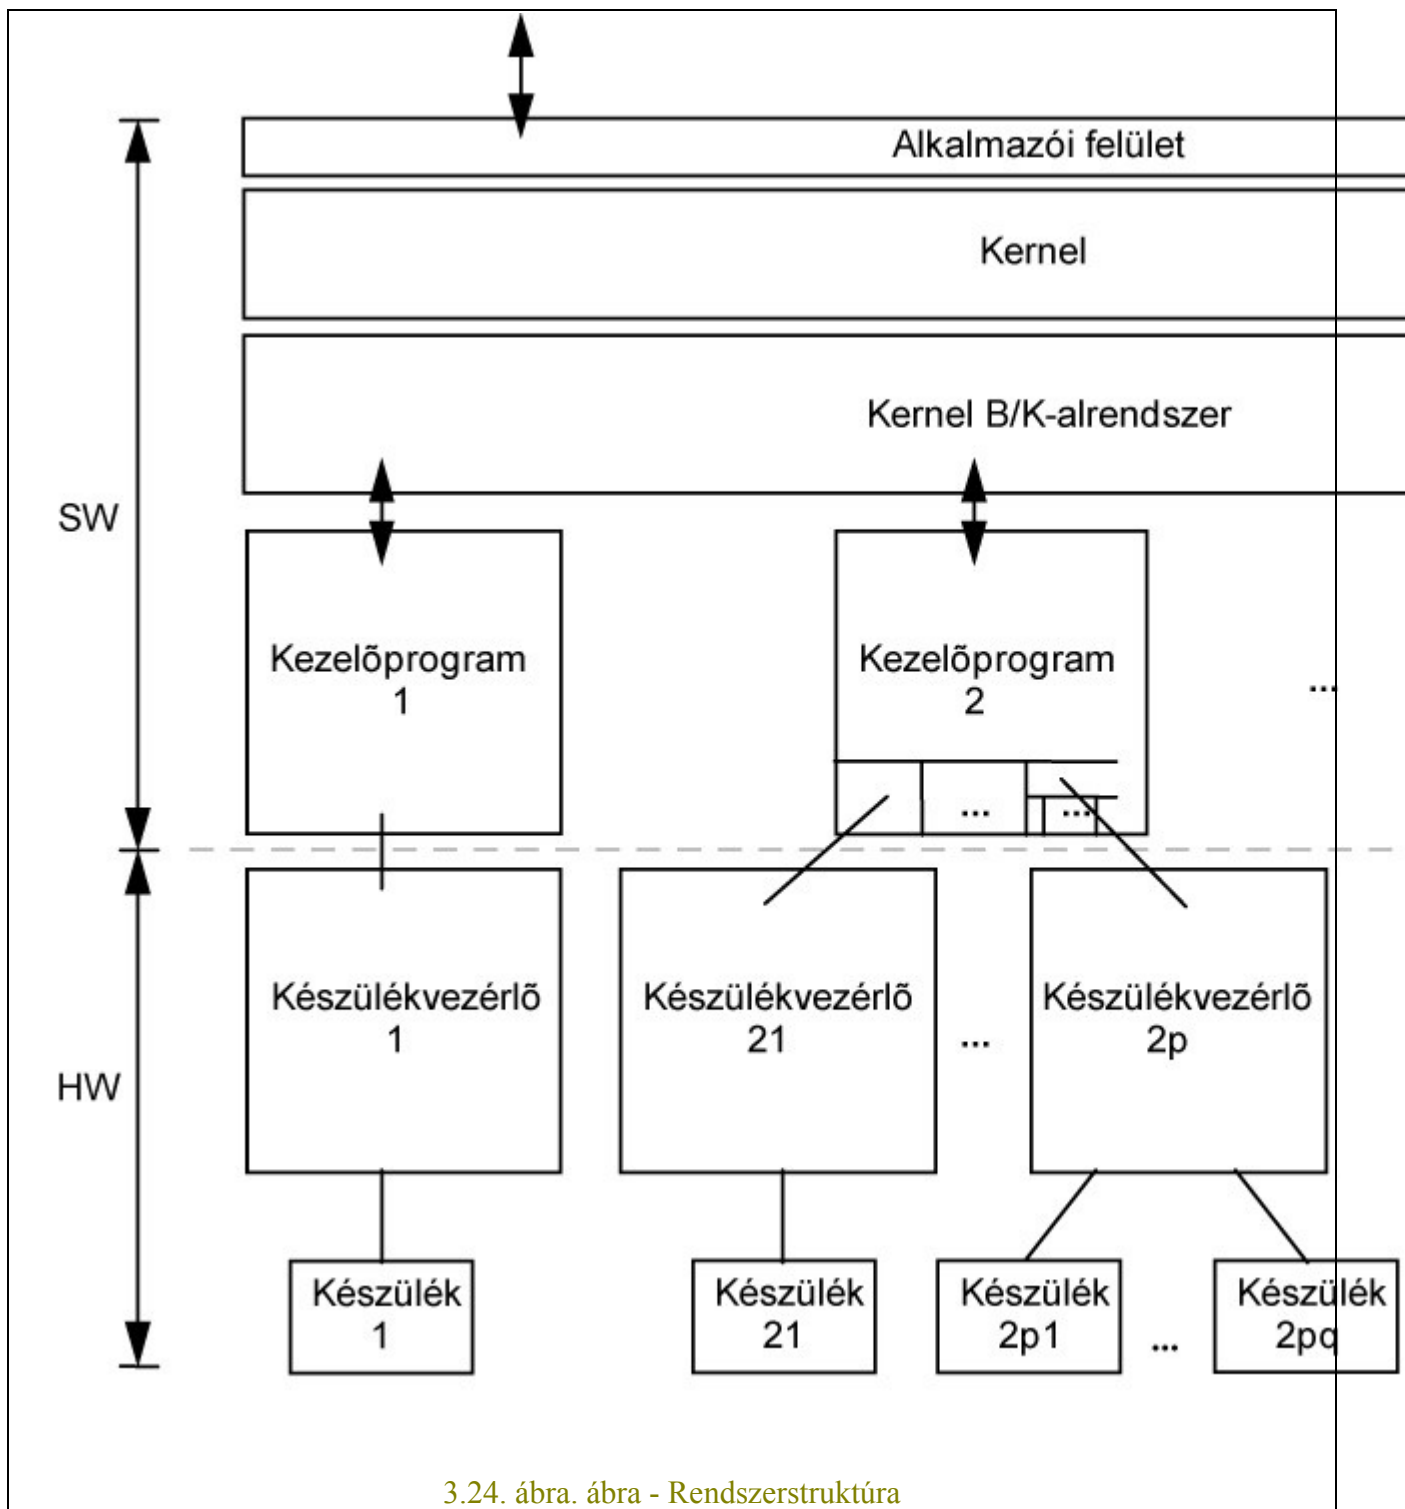 Alkalmazói felület
Kernel
Kernel B/K-alrendszer
SW
Kezelõprogram
1
Kezelõprogram
2
...
...
...
HW
Készülékvezérlõ
1
Készülékvezérlõ
21
...
Készülékvezérlõ
2p
Készülék
1
Készülék
21
Készülék
2p1
...
Készülék
2pq
3.24. ábra. ábra - Rendszerstruktúra